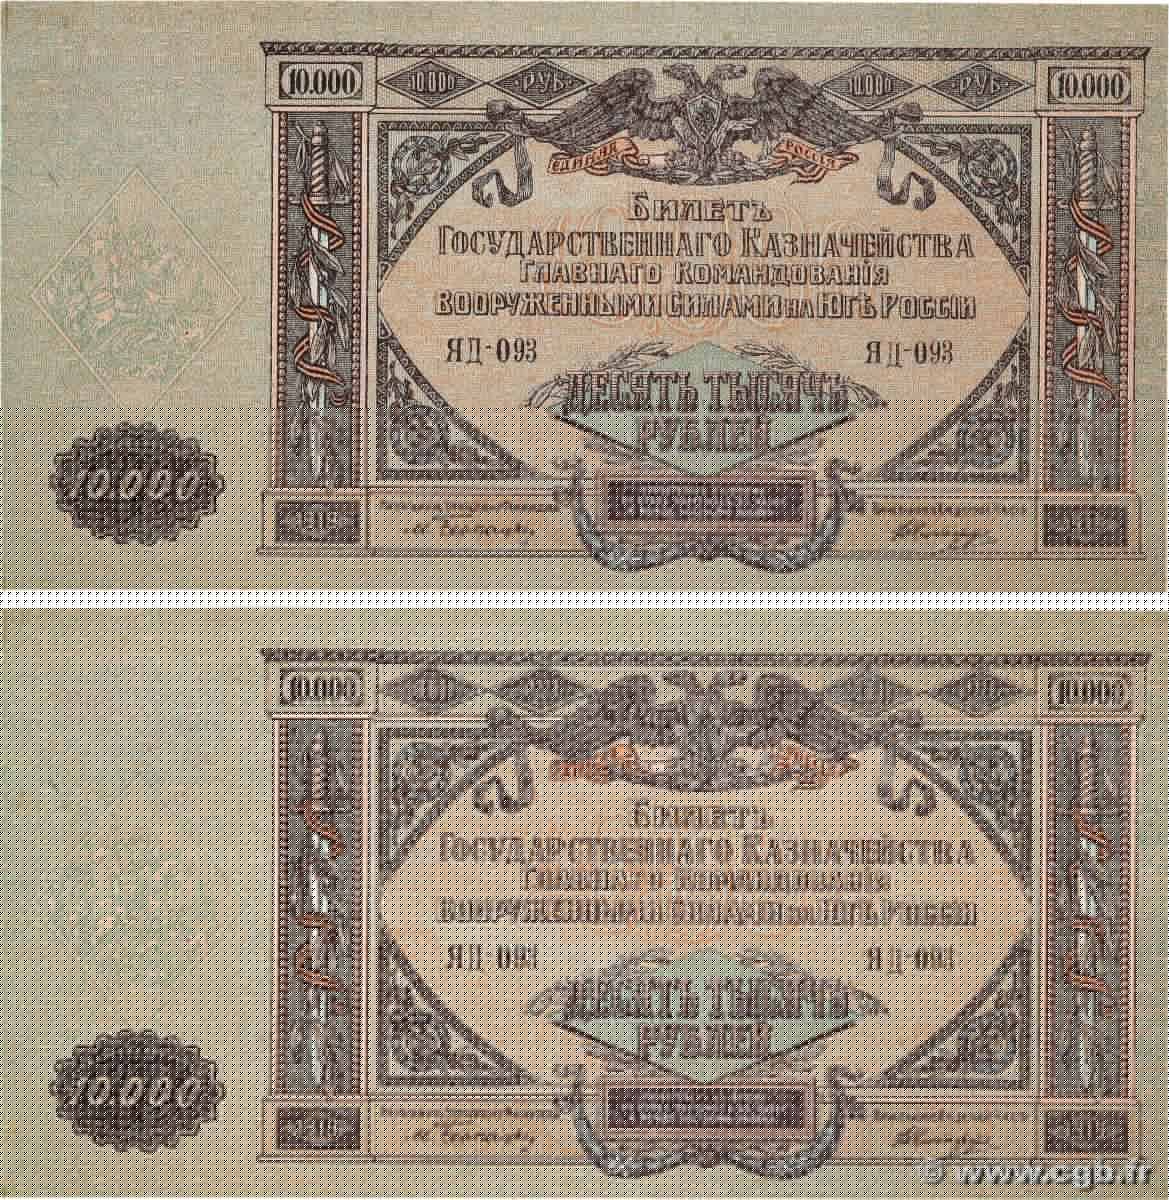 10.000 10.000 РУБ 10.000 РУБ 10.000
ЕДИНАЯ РОССІЯ
БИЛЕТЪ
ГОСУДАРСТВЕННАГО КАЗНАЧЕЙСТВА
ГЛАВНАГО КОМАНДОВАНІЯ
ВООРУЖЕННЫМИ СИЛАМИ НА ЮГѢ РОССІИ
ЯД-093 ЯД-093
ДЕСЯТЬ ТЫСЯЧЪ
РУБЛЕЙ
10.000
10.000 10.000
БИЛЕТЪ
ГОСУДАРСТВЕННАГО КАЗНАЧЕЙСТВА
ГЛАВНАГО КОМАНДОВАНІЯ
ВООРУЖЕННЫМИ СИЛАМИ НА ЮГѢ РОССІИ
ЯД-093 ЯД-093
ДЕСЯТЬ ТЫСЯЧЪ
РУБЛЕЙ
10.000
© www.cgb.fr